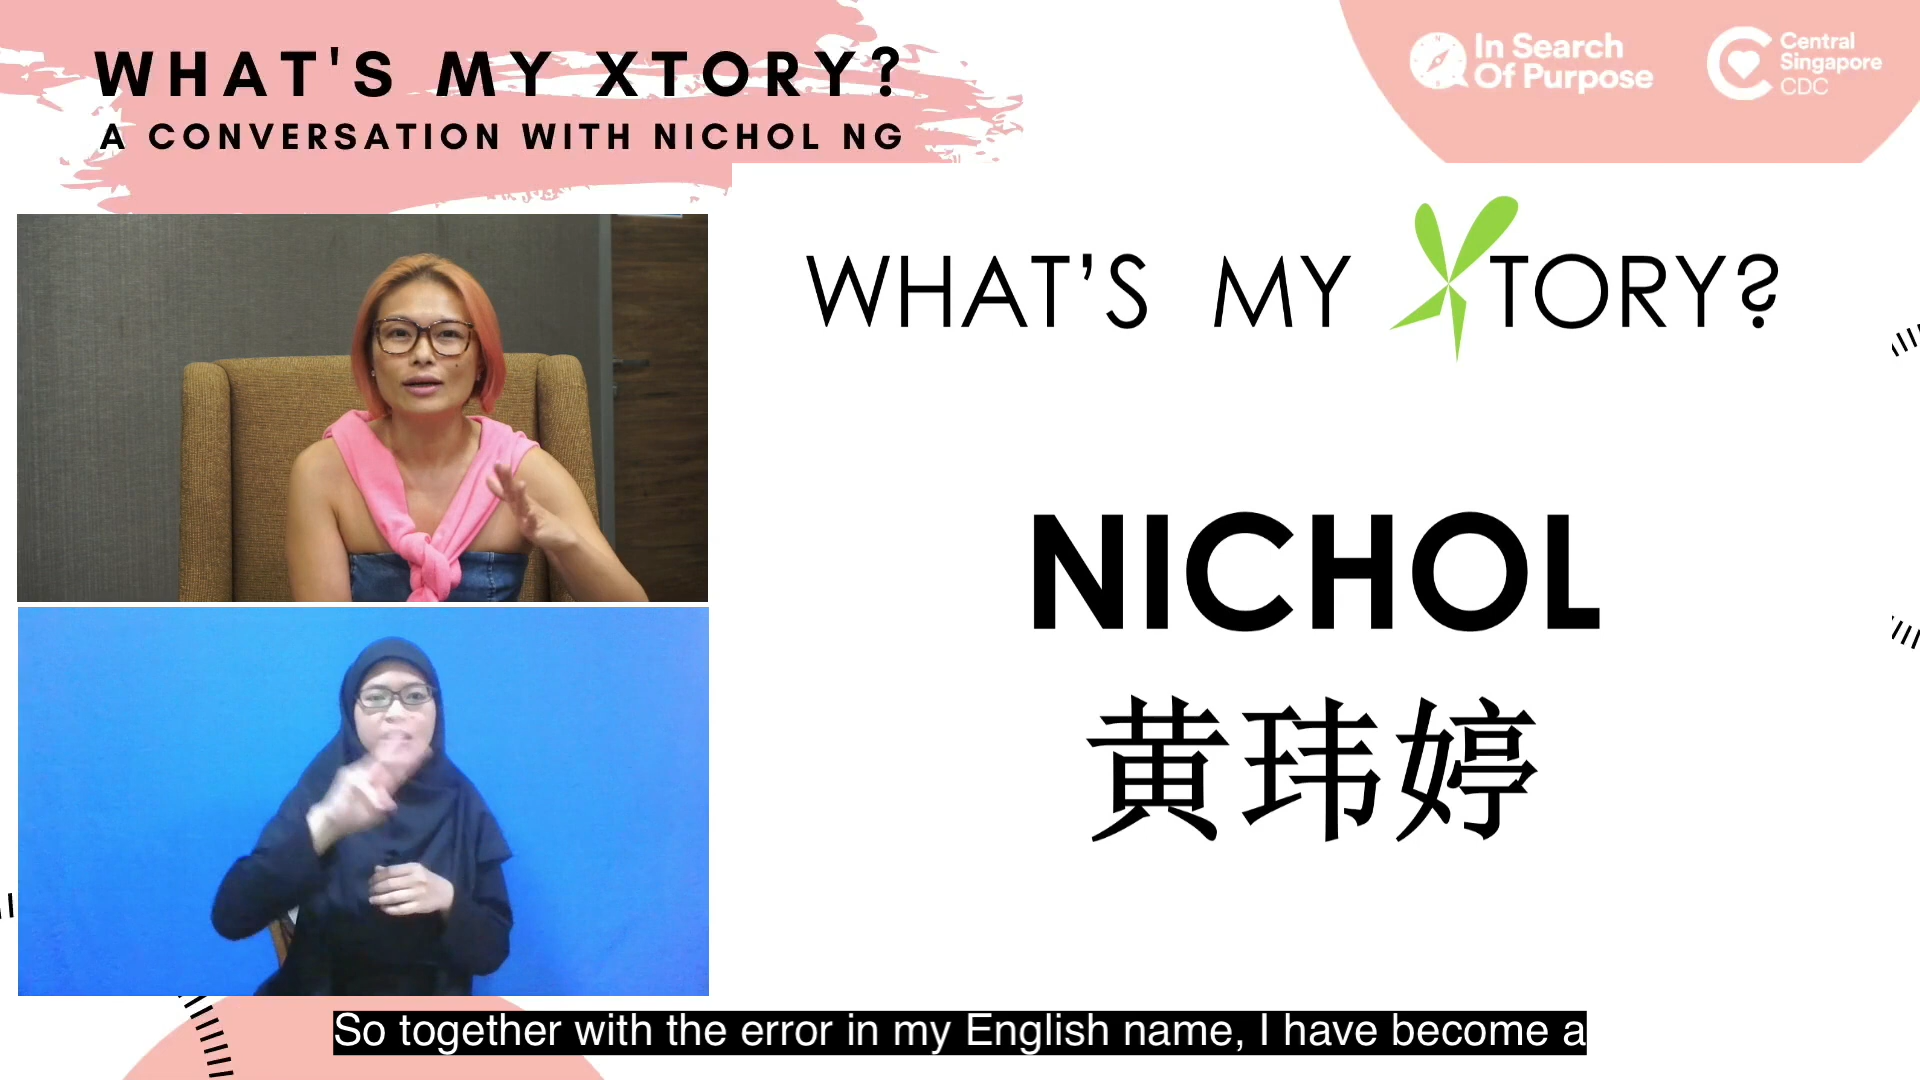 WHAT'S MY XTORY?
A CONVERSATION WITH NICHOL NG
In Search
Of Purpose
Central
Singapore
CDC
WHAT'S MY XTORY?
NICHOL
黄玮婷
So together with the error in my English name, I have become a